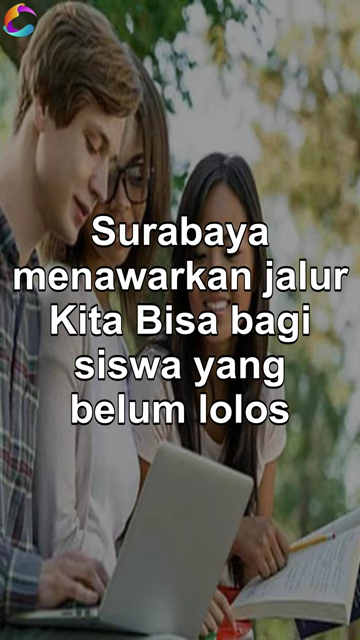 Surabaya
menawarkan jalur
Kita Bisa bagi
siswa yang
belum lolos